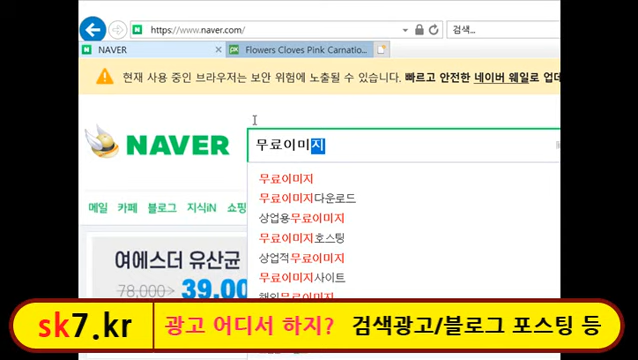 https://www.naver.com/
검색...
NAVER
Flowers Cloves Pink Carnatio...
현재 사용 중인 브라우저는 보안 위험에 노출될 수 있습니다. 빠르고 안전한 네이버 웨일로 업데
NAVER
무료이미지
무료이미지
무료이미지다운로드
메일 카페 블로그 지식iN 쇼핑
상업용무료이미지
무료이미지호스팅
상업적무료이미지
무료이미지사이트
해외무료이미지
여에스더 유산균
78,000> 39,00
sk7.kr 광고 어디서 하지? 검색광고/블로그 포스팅 등